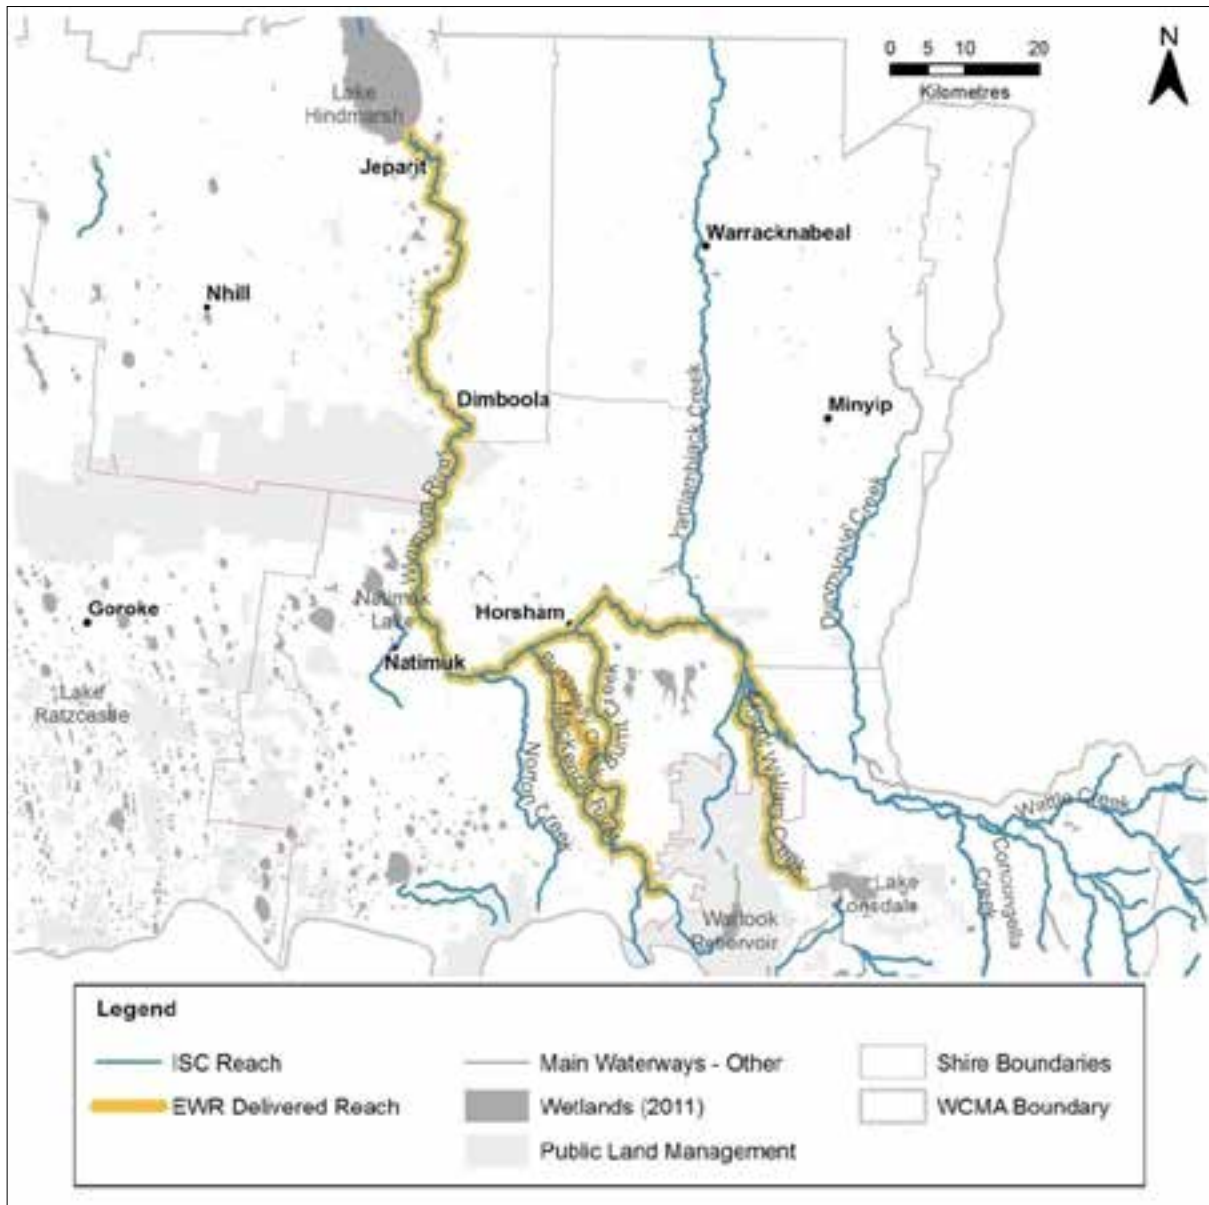 N
0 5 10 20
Kilometres
Lake
Hindmarsh
Jeparit
Warracknabeal
Nhill
Dimboola
Minyip
Yarriambiack Creek
Wimmera River
Dunmunkle Creek
Goroke
Natimuk
Lake
Horsham
Natimuk
Lake
Ratzcastle
Burnt Creek
MacKenzie River
Norton Creek
Mt William Creek
Wattle Creek
Concongella
Creek
Lake
Lonsdale
Wartook
Reservoir
Legend
ISC Reach
Main Waterways - Other
Shire Boundaries
EWR Delivered Reach
Wetlands (2011)
WCMA Boundary
Public Land Management